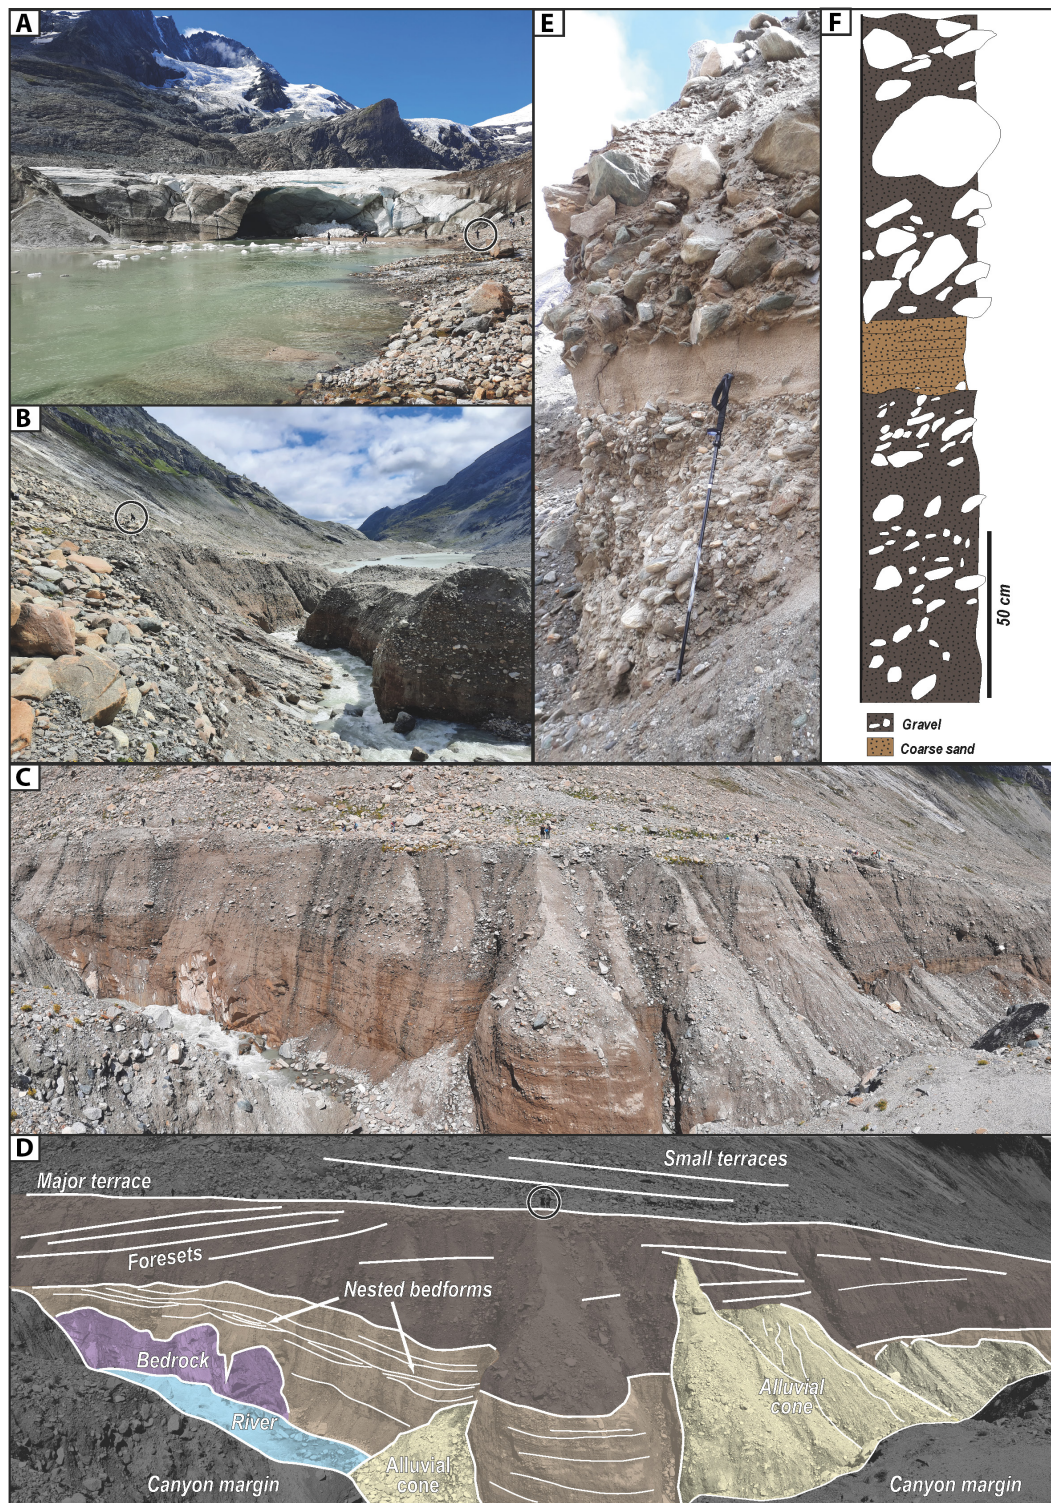 A
B
C
D
E
F
50 cm
Gravel
Coarse sand
Small terraces
Major terrace
Foresets
Nested bedforms
Bedrock
River
Alluvial
cone
Alluvial
cone
Canyon margin
Canyon margin